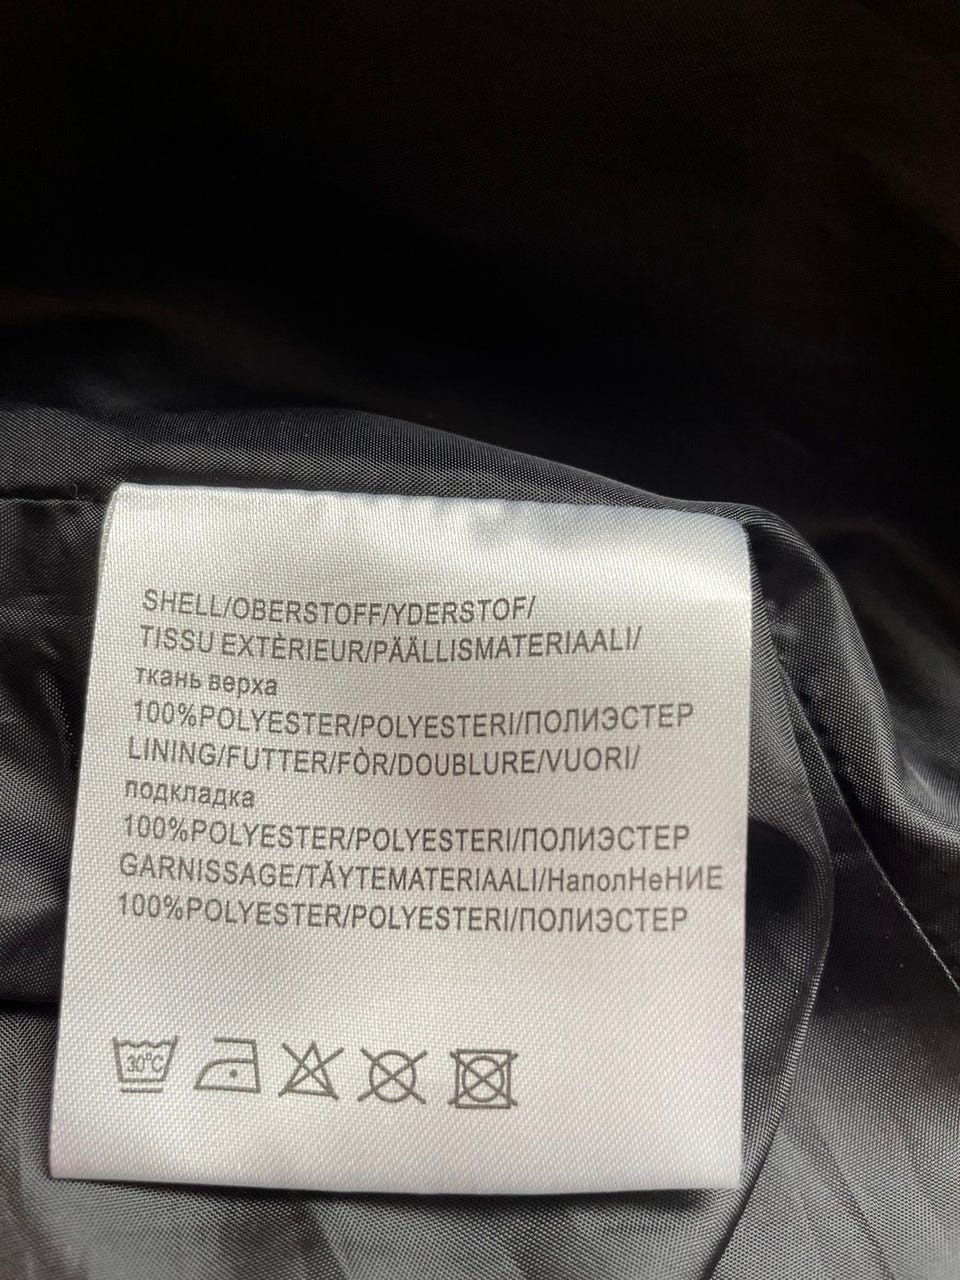 SHELL/OBERSTOFF/YDERSTOF/
TISSU EXTÈRIEUR/PÄÄLLISMATERIAALI/
ткань верха
100%POLYESTER/POLYESTERI/ПОЛИЭСТЕР
LINING/FUTTER/FÒR/DOUBLURE/VUORI/
подкладка
100%POLYESTER/POLYESTERI/ПОЛИЭСТЕР
GARNISSAGE/TĂYTEMATERIAALI/НаполНеНИЕ
100%POLYESTER/POLYESTERI/ПОЛИЭСТЕР
30°C